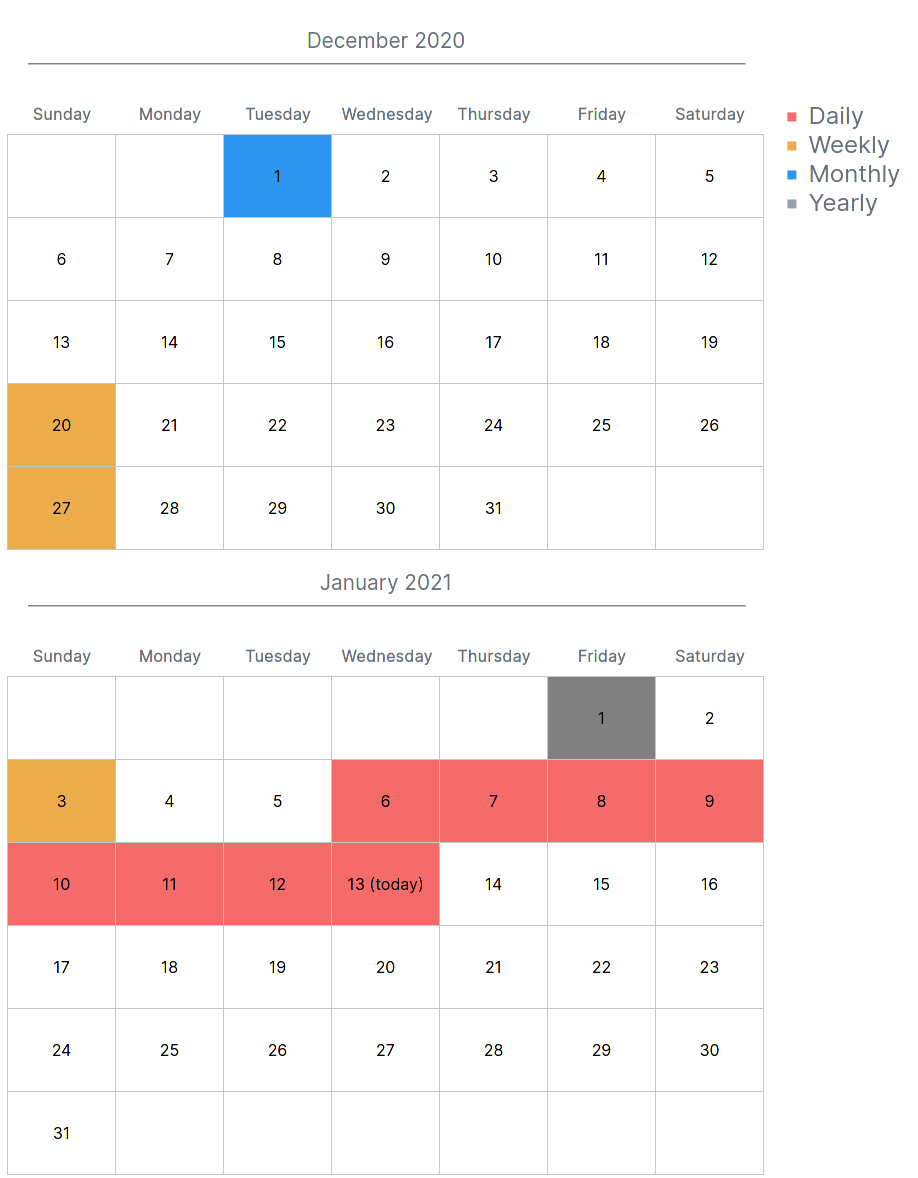 December 2020
Sunday Monday Tuesday Wednesday Thursday Friday Saturday
Daily
Weekly
Monthly
Yearly
1 2 3 4 5
6 7 8 9 10 11 12
13 14 15 16 17 18 19
20 21 22 23 24 25 26
27 28 29 30 31
January 2021
Sunday Monday Tuesday Wednesday Thursday Friday Saturday
1 2
3 4 5 6 7 8 9
10 11 12 13 (today) 14 15 16
17 18 19 20 21 22 23
24 25 26 27 28 29 30
31